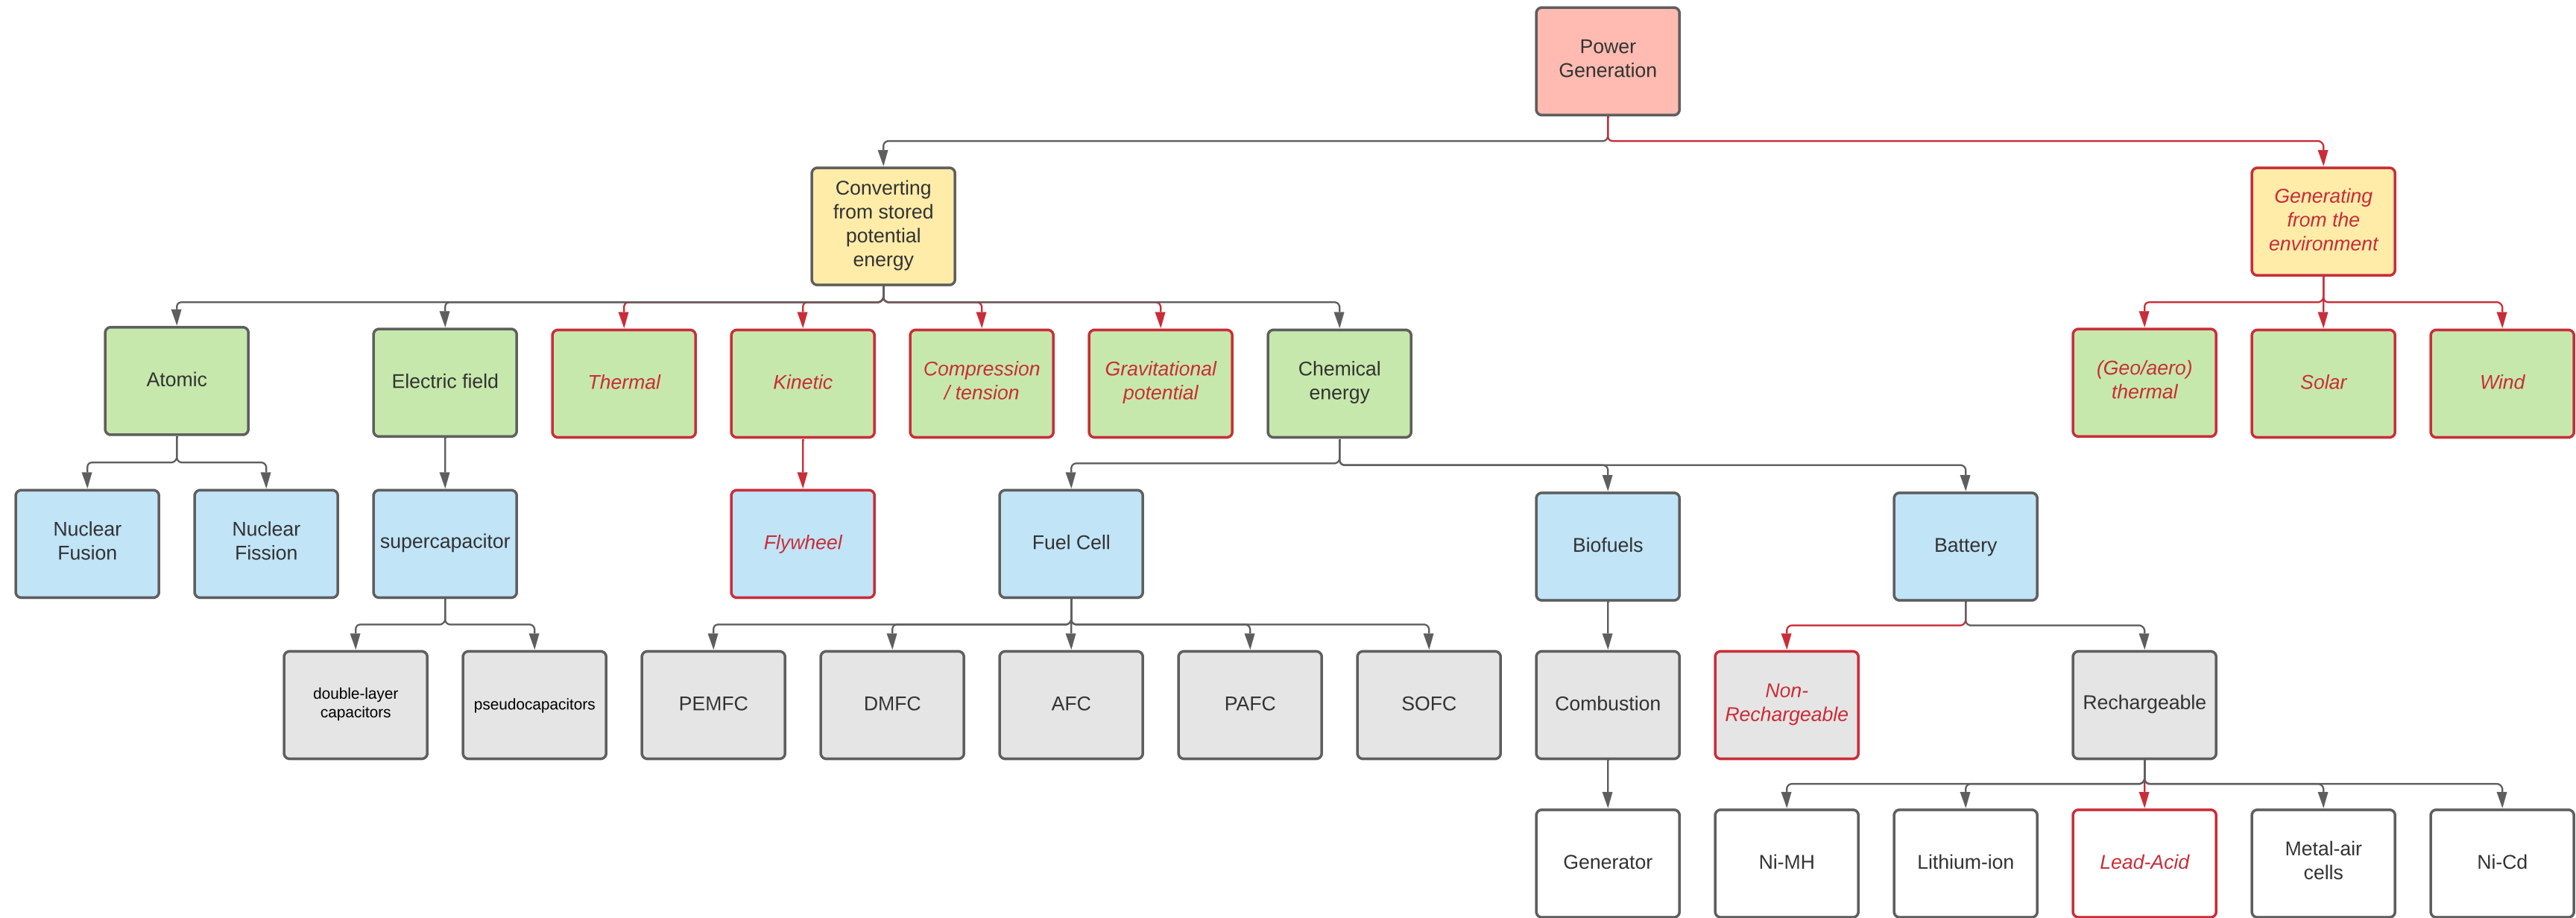 Power
Generation
Converting
from stored
potential
energy
Generating
from the
environment
Atomic
Electric field
Thermal
Kinetic
Compression
/ tension
Gravitational
potential
Chemical
energy
(Geo/aero)
thermal
Solar
Wind
Nuclear
Fusion
Nuclear
Fission
supercapacitor
Flywheel
Fuel Cell
Biofuels
Battery
double-layer
capacitors
pseudocapacitors
PEMFC
DMFC
AFC
PAFC
SOFC
Combustion
Non-
Rechargeable
Rechargeable
Generator
Ni-MH
Lithium-ion
Lead-Acid
Metal-air
cells
Ni-Cd